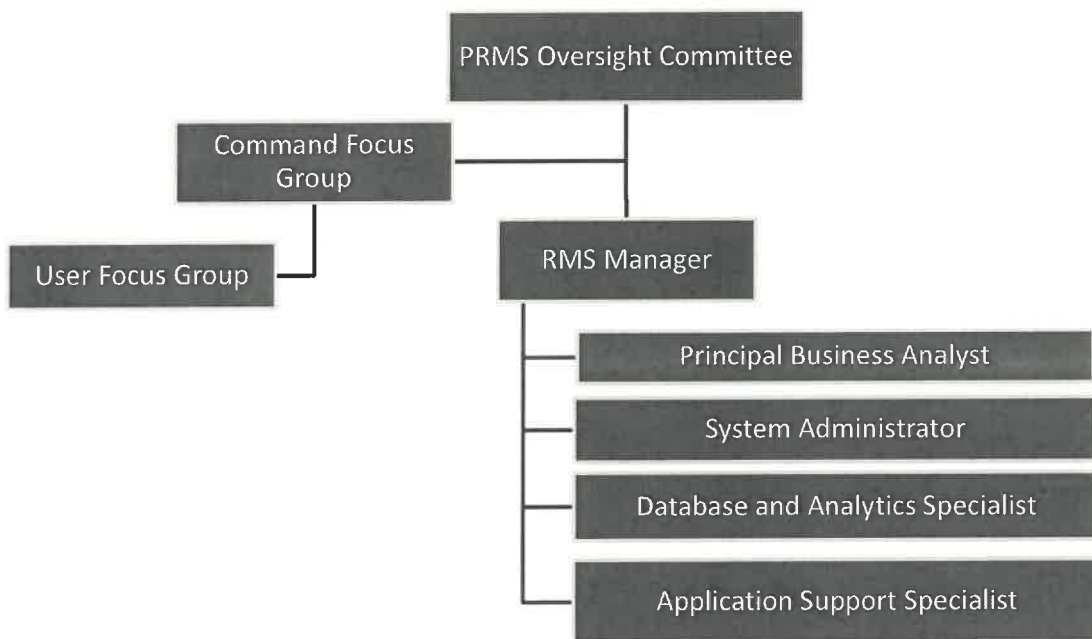 PRMS Oversight Committee
Command Focus
Group
User Focus Group
RMS Manager
Principal Business Analyst
System Administrator
Database and Analytics Specialist
Application Support Specialist